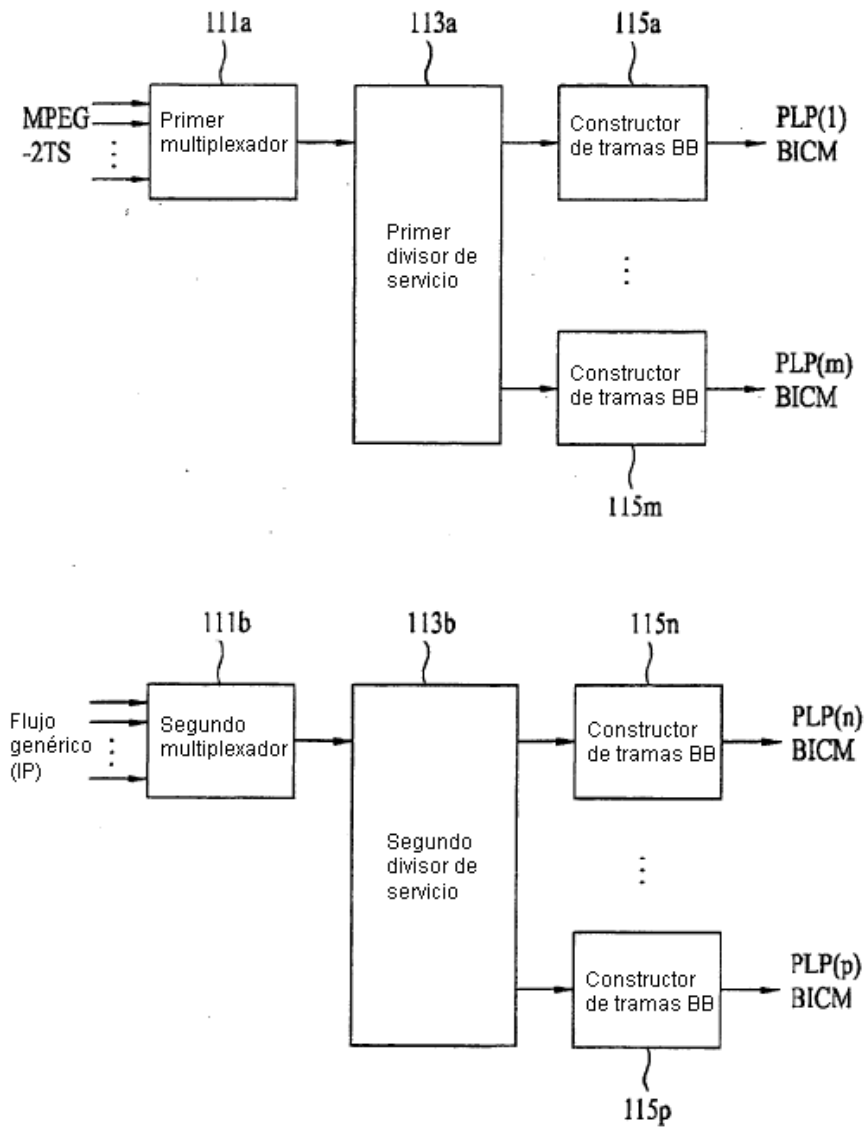 111a
113a
115a
MPEG
-2TS
Primer
multiplexador
Primer
divisor de
servicio
Constructor
de tramas BB
PLP(1)
BICM
Constructor
de tramas BB
PLP(m)
BICM
115m
111b
113b
115n
Flujo
genérico
(IP)
Segundo
multiplexador
Segundo
divisor de
servicio
Constructor
de tramas BB
PLP(n)
BICM
Constructor
de tramas BB
PLP(p)
BICM
115p